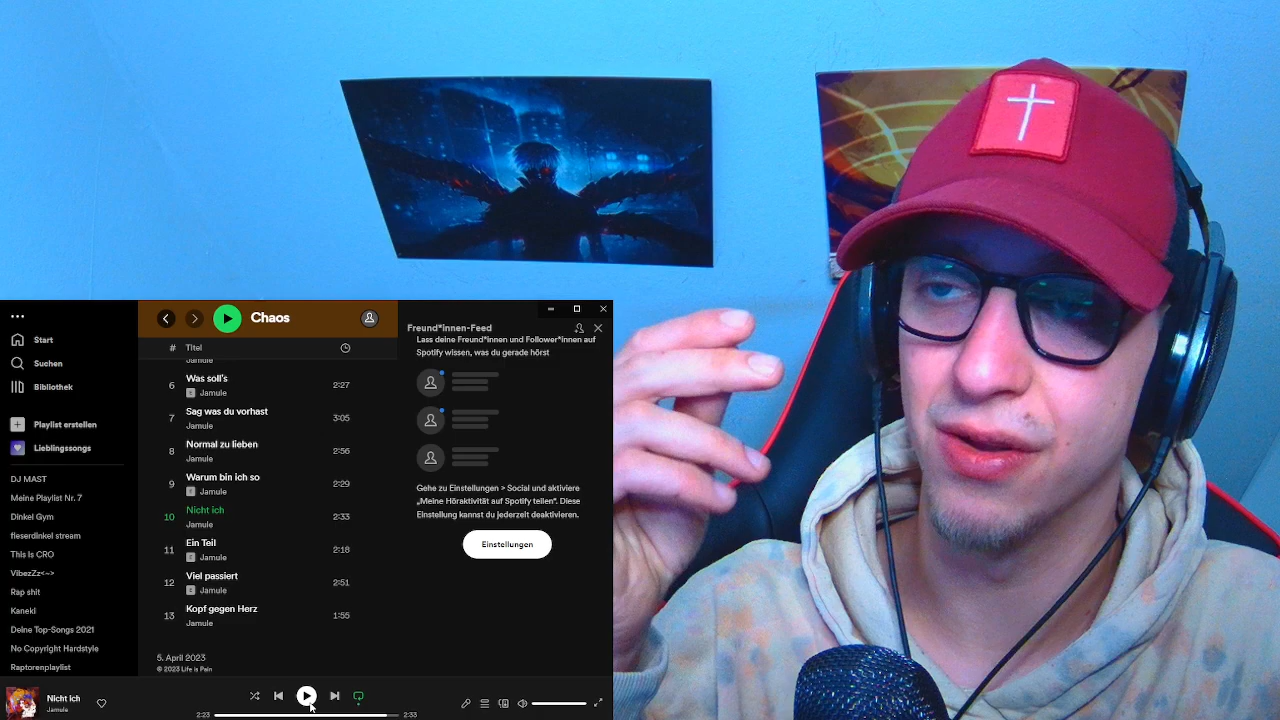 Start
Suchen
Bibliothek
Playlist erstellen
Lieblingssongs
DJ MAST
Meine Playlist Nr. 7
Dinkel Gym
fieserdinkel stream
This Is CRO
VibezZz<~>
Rap shit
Kaneki
Deine Top-Songs 2021
No Copyright Hardstyle
Raptorenplaylist
Chaos
# Titel
Jamule
6 Was soll's 2:27
E Jamule
7 Sag was du vorhast 3:05
Jamule
8 Normal zu lieben 2:56
Jamule
9 Warum bin ich so 2:29
E Jamule
10 Nicht ich 2:33
Jamule
11 Ein Teil 2:18
E Jamule
12 Viel passiert 2:51
E Jamule
13 Kopf gegen Herz 1:55
Jamule
5. April 2023
© 2023 Life is Pain
Freund*innen-Feed
Lass deine Freund*innen und Follower*innen auf
Spotify wissen, was du gerade hörst
Gehe zu Einstellungen > Social und aktiviere
„Meine Höraktivität auf Spotify teilen“. Diese
Einstellung kannst du jederzeit deaktivieren.
Einstellungen
Nicht ich
Jamule
2:23
2:33